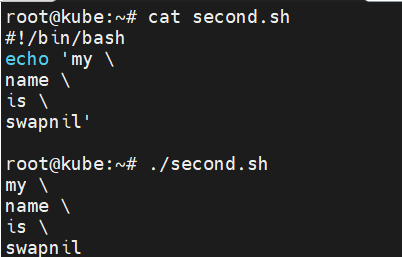 root@kube:~# cat second.sh
#!/bin/bash
echo 'my \
name \
is \
swapnil'
root@kube:~# ./second.sh
my \
name \
is \
swapnil